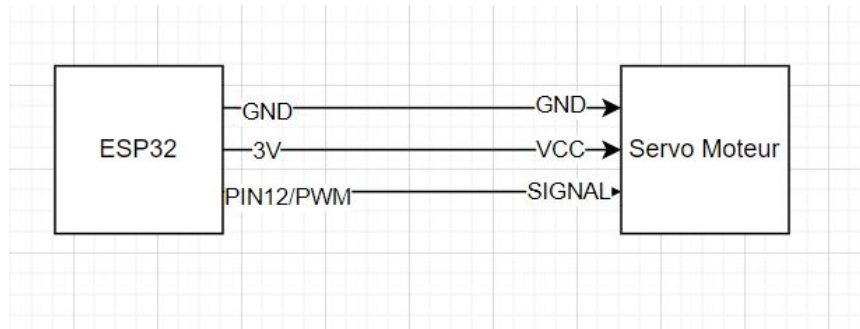 ESP32
GND
GND
3V
VCC
PIN12/PWM
SIGNAL
Servo Moteur